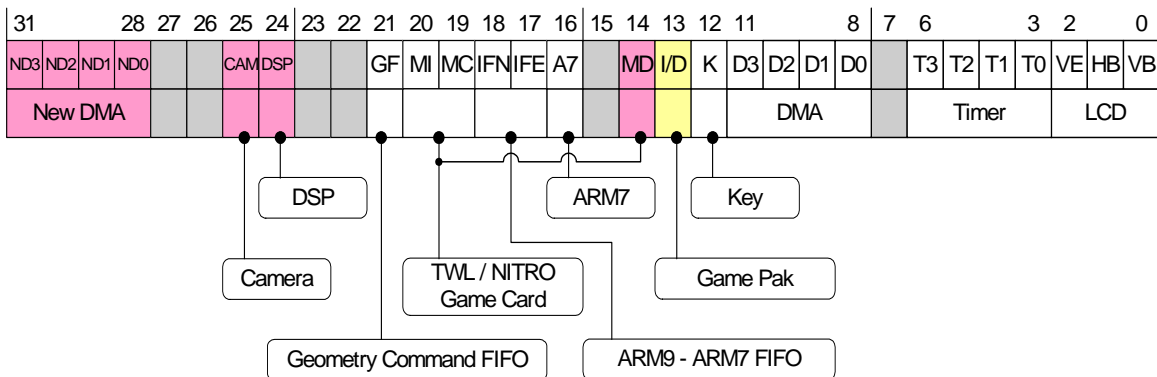 31 28 27 26 25 24 23 22 21 20 19 18 17 16 15 14 13 12 11 8 7 6 3 2 0
ND3 ND2 ND1 ND0 CAM DSP GF MI MC IFN IFE A7 MD I/D K D3 D2 D1 D0 T3 T2 T1 T0 VE HB VB
New DMA DMA Timer LCD
DSP ARM7 Key
Camera TWL / NITRO Game Pak
Game Card
Geometry Command FIFO ARM9 - ARM7 FIFO